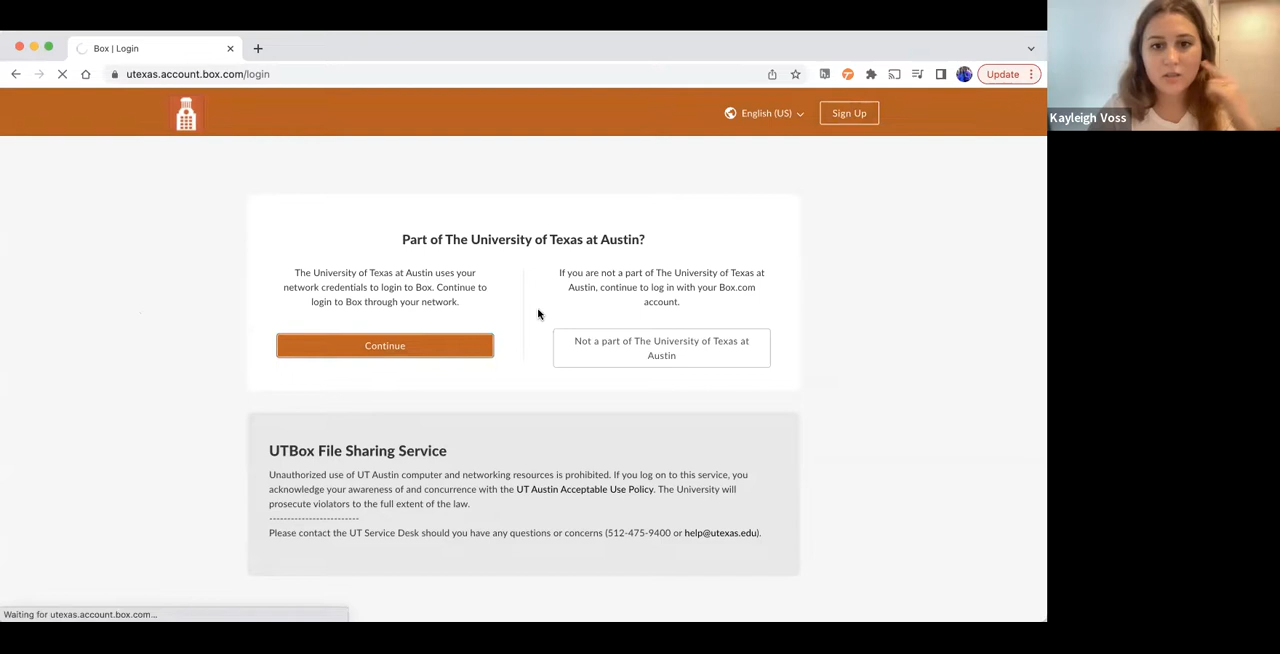 Box | Login
utexas.account.box.com/login
Update
English (US)
Sign Up
Kayleigh Voss
Part of The University of Texas at Austin?
The University of Texas at Austin uses your
network credentials to login to Box. Continue
to login to Box through your network.
Continue
If you are not a part of The University of Texas at
Austin, continue to log in with your Box.com
account.
Not a part of The University of Texas at
Austin
UTBox File Sharing Service
Unauthorized use of UT Austin computer and networking resources is prohibited. If you log on to this service, you
acknowledge your awareness of and concurrence with the UT Austin Acceptable Use Policy. The University will
prosecute violators to the full extent of the law.
-------------------------
Please contact the UT Service Desk should you have any questions or concerns (512-475-9400 or help@utexas.edu).
Waiting for utexas.account.box.com...